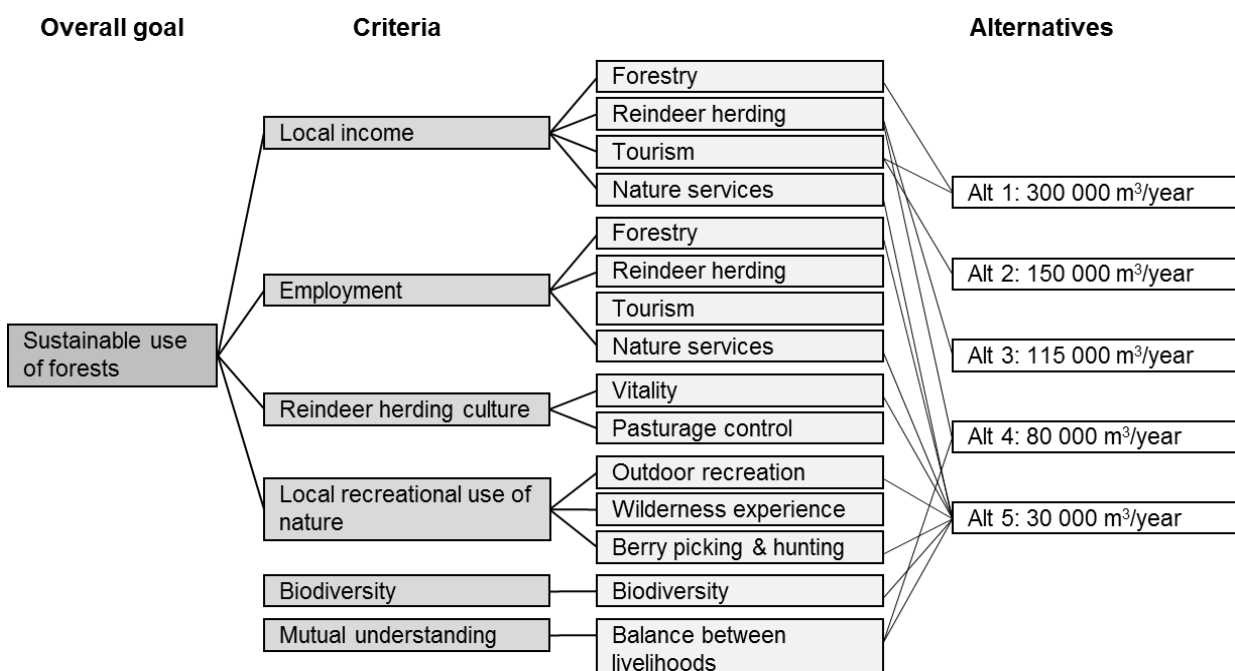 Overall goal
Criteria
Alternatives
Sustainable use
of forests
Local income
Employment
Reindeer herding culture
Local recreational use of
nature
Biodiversity
Mutual understanding
Forestry
Reindeer herding
Tourism
Nature services
Forestry
Reindeer herding
Tourism
Nature services
Vitality
Pasturage control
Outdoor recreation
Wilderness experience
Berry picking & hunting
Biodiversity
Balance between
livelihoods
Alt 1: 300 000 m³/year
Alt 2: 150 000 m³/year
Alt 3: 115 000 m³/year
Alt 4: 80 000 m³/year
Alt 5: 30 000 m³/year